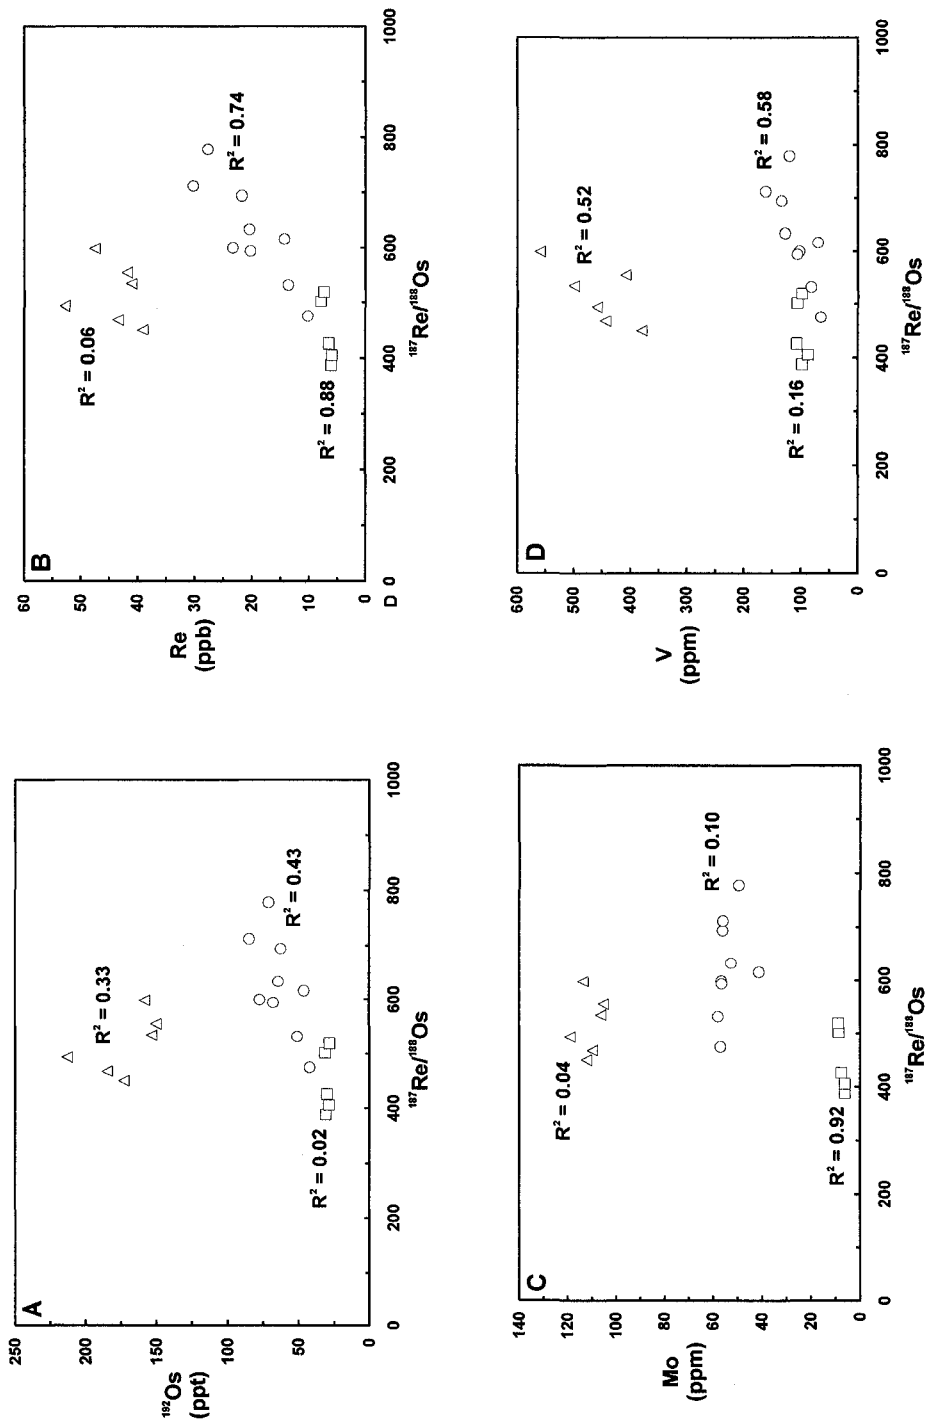 A
250
200
150
100
50
0
¹⁹²Os
(ppt)
R² = 0.33
R² = 0.43
R² = 0.02
0
200
400
600
800
1000
¹⁸⁷Re/¹⁸⁸Os
B
60
50
40
30
20
10
D
Re
(ppb)
R² = 0.06
R² = 0.74
R² = 0.88
0
200
400
600
800
1000
¹⁸⁷Re/¹⁸⁸Os
C
140
120
100
80
60
40
20
0
Mo
(ppm)
R² = 0.04
R² = 0.10
R² = 0.92
0
200
400
600
800
1000
¹⁸⁷Re/¹⁸⁸Os
D
600
500
400
300
200
100
0
V
(ppm)
R² = 0.52
R² = 0.58
R² = 0.16
0
200
400
600
800
1000
¹⁸⁷Re/¹⁸⁸Os